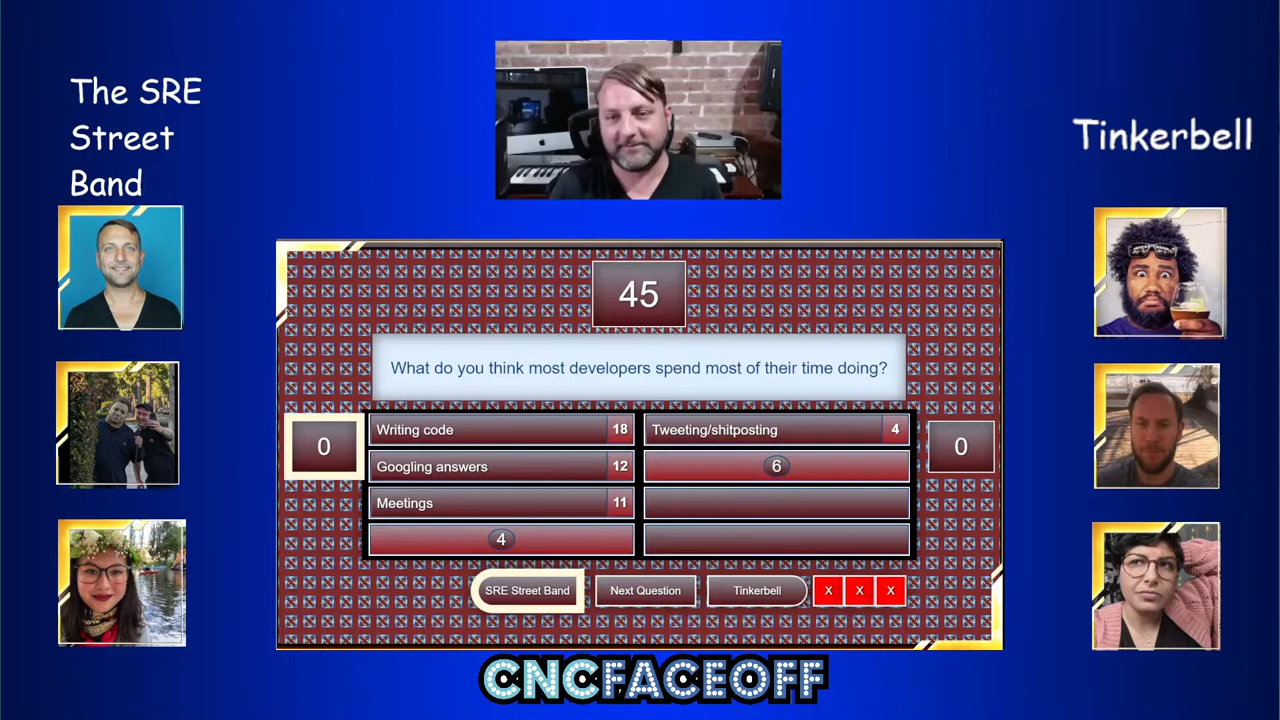 The SRE
Street
Band
Tinkerbell
45
What do you think most developers spend most of their time doing?
0
Writing code 18
Googling answers 12
Meetings 11
4
Tweeting/shitposting 4
6
0
SRE Street Band
Next Question
Tinkerbell
X X X
CNCFACEOFF